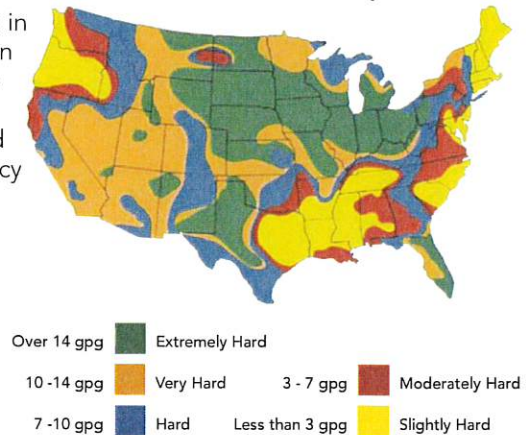 in
n
d
cy
Over 14 gpg Extremely Hard
10 -14 gpg Very Hard
3 - 7 gpg Moderately Hard
7 -10 gpg Hard
Less than 3 gpg Slightly Hard